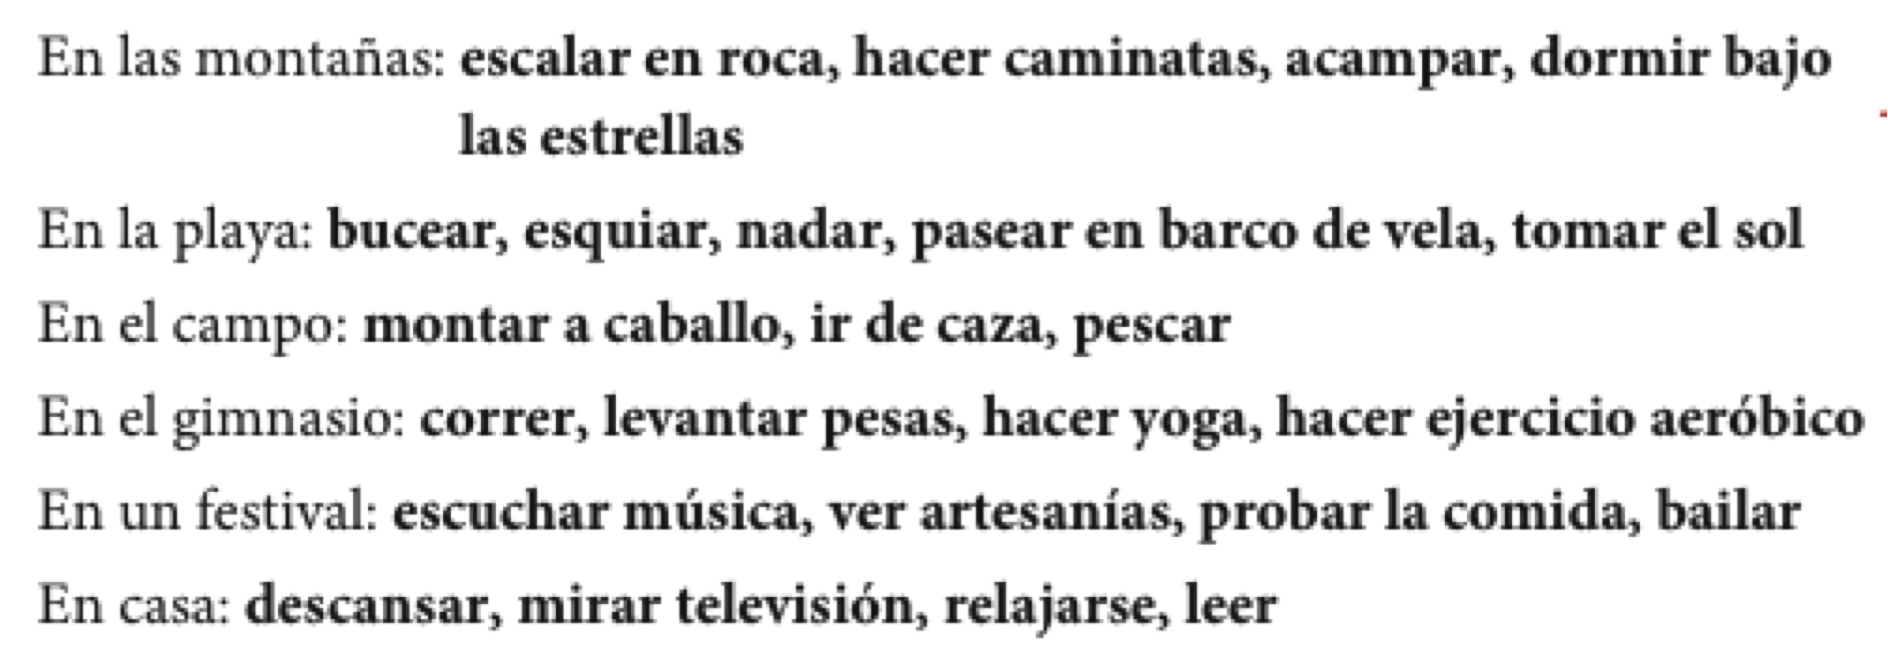 En las montañas: escalar en roca, hacer caminatas, acampar, dormir bajo
las estrellas
En la playa: bucear, esquiar, nadar, pasear en barco de vela, tomar el sol
En el campo: montar a caballo, ir de caza, pescar
En el gimnasio: correr, levantar pesas, hacer yoga, hacer ejercicio aeróbico
En un festival: escuchar música, ver artesanías, probar la comida, bailar
En casa: descansar, mirar televisión, relajarse, leer